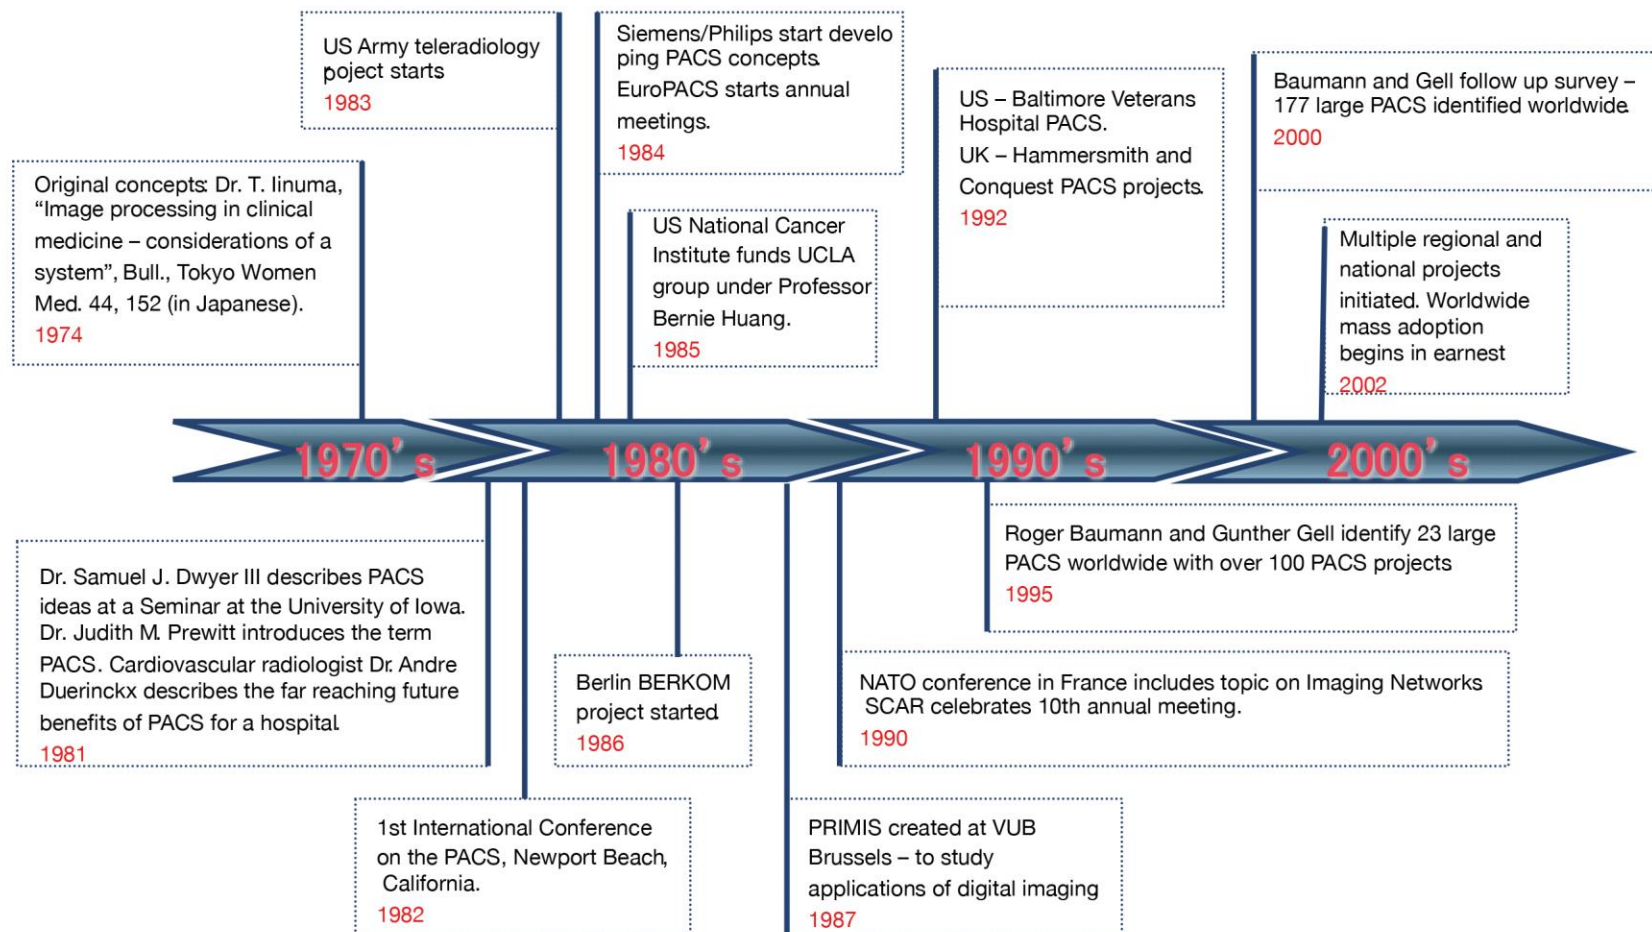 US Army teleradiology
poject starts
1983
Siemens/Philips start develo
ping PACS concepts.
EuroPACS starts annual
meetings.
1984
US – Baltimore Veterans
Hospital PACS.
UK – Hammersmith and
Conquest PACS projects.
1992
Baumann and Gell follow up survey –
177 large PACS identified worldwide.
2000
Original concepts: Dr. T. Iinuma,
“Image processing in clinical
medicine – considerations of a
system”, Bull., Tokyo Women
Med. 44, 152 (in Japanese).
1974
US National Cancer
Institute funds UCLA
group under Professor
Bernie Huang.
1985
Multiple regional and
national projects
initiated. Worldwide
mass adoption
begins in earnest
2002
1970’s
1980’s
1990’s
2000’s
Dr. Samuel J. Dwyer III describes PACS
ideas at a Seminar at the University of Iowa.
Dr. Judith M. Prewitt introduces the term
PACS. Cardiovascular radiologist Dr. Andre
Duerinckx describes the far reaching future
benefits of PACS for a hospital.
1981
Roger Baumann and Gunther Gell identify 23 large
PACS worldwide with over 100 PACS projects
1995
Berlin BERKOM
project started.
1986
NATO conference in France includes topic on Imaging Networks
SCAR celebrates 10th annual meeting.
1990
1st International Conference
on the PACS, Newport Beach,
California.
1982
PRIMIS created at VUB
Brussels – to study
applications of digital imaging
1987